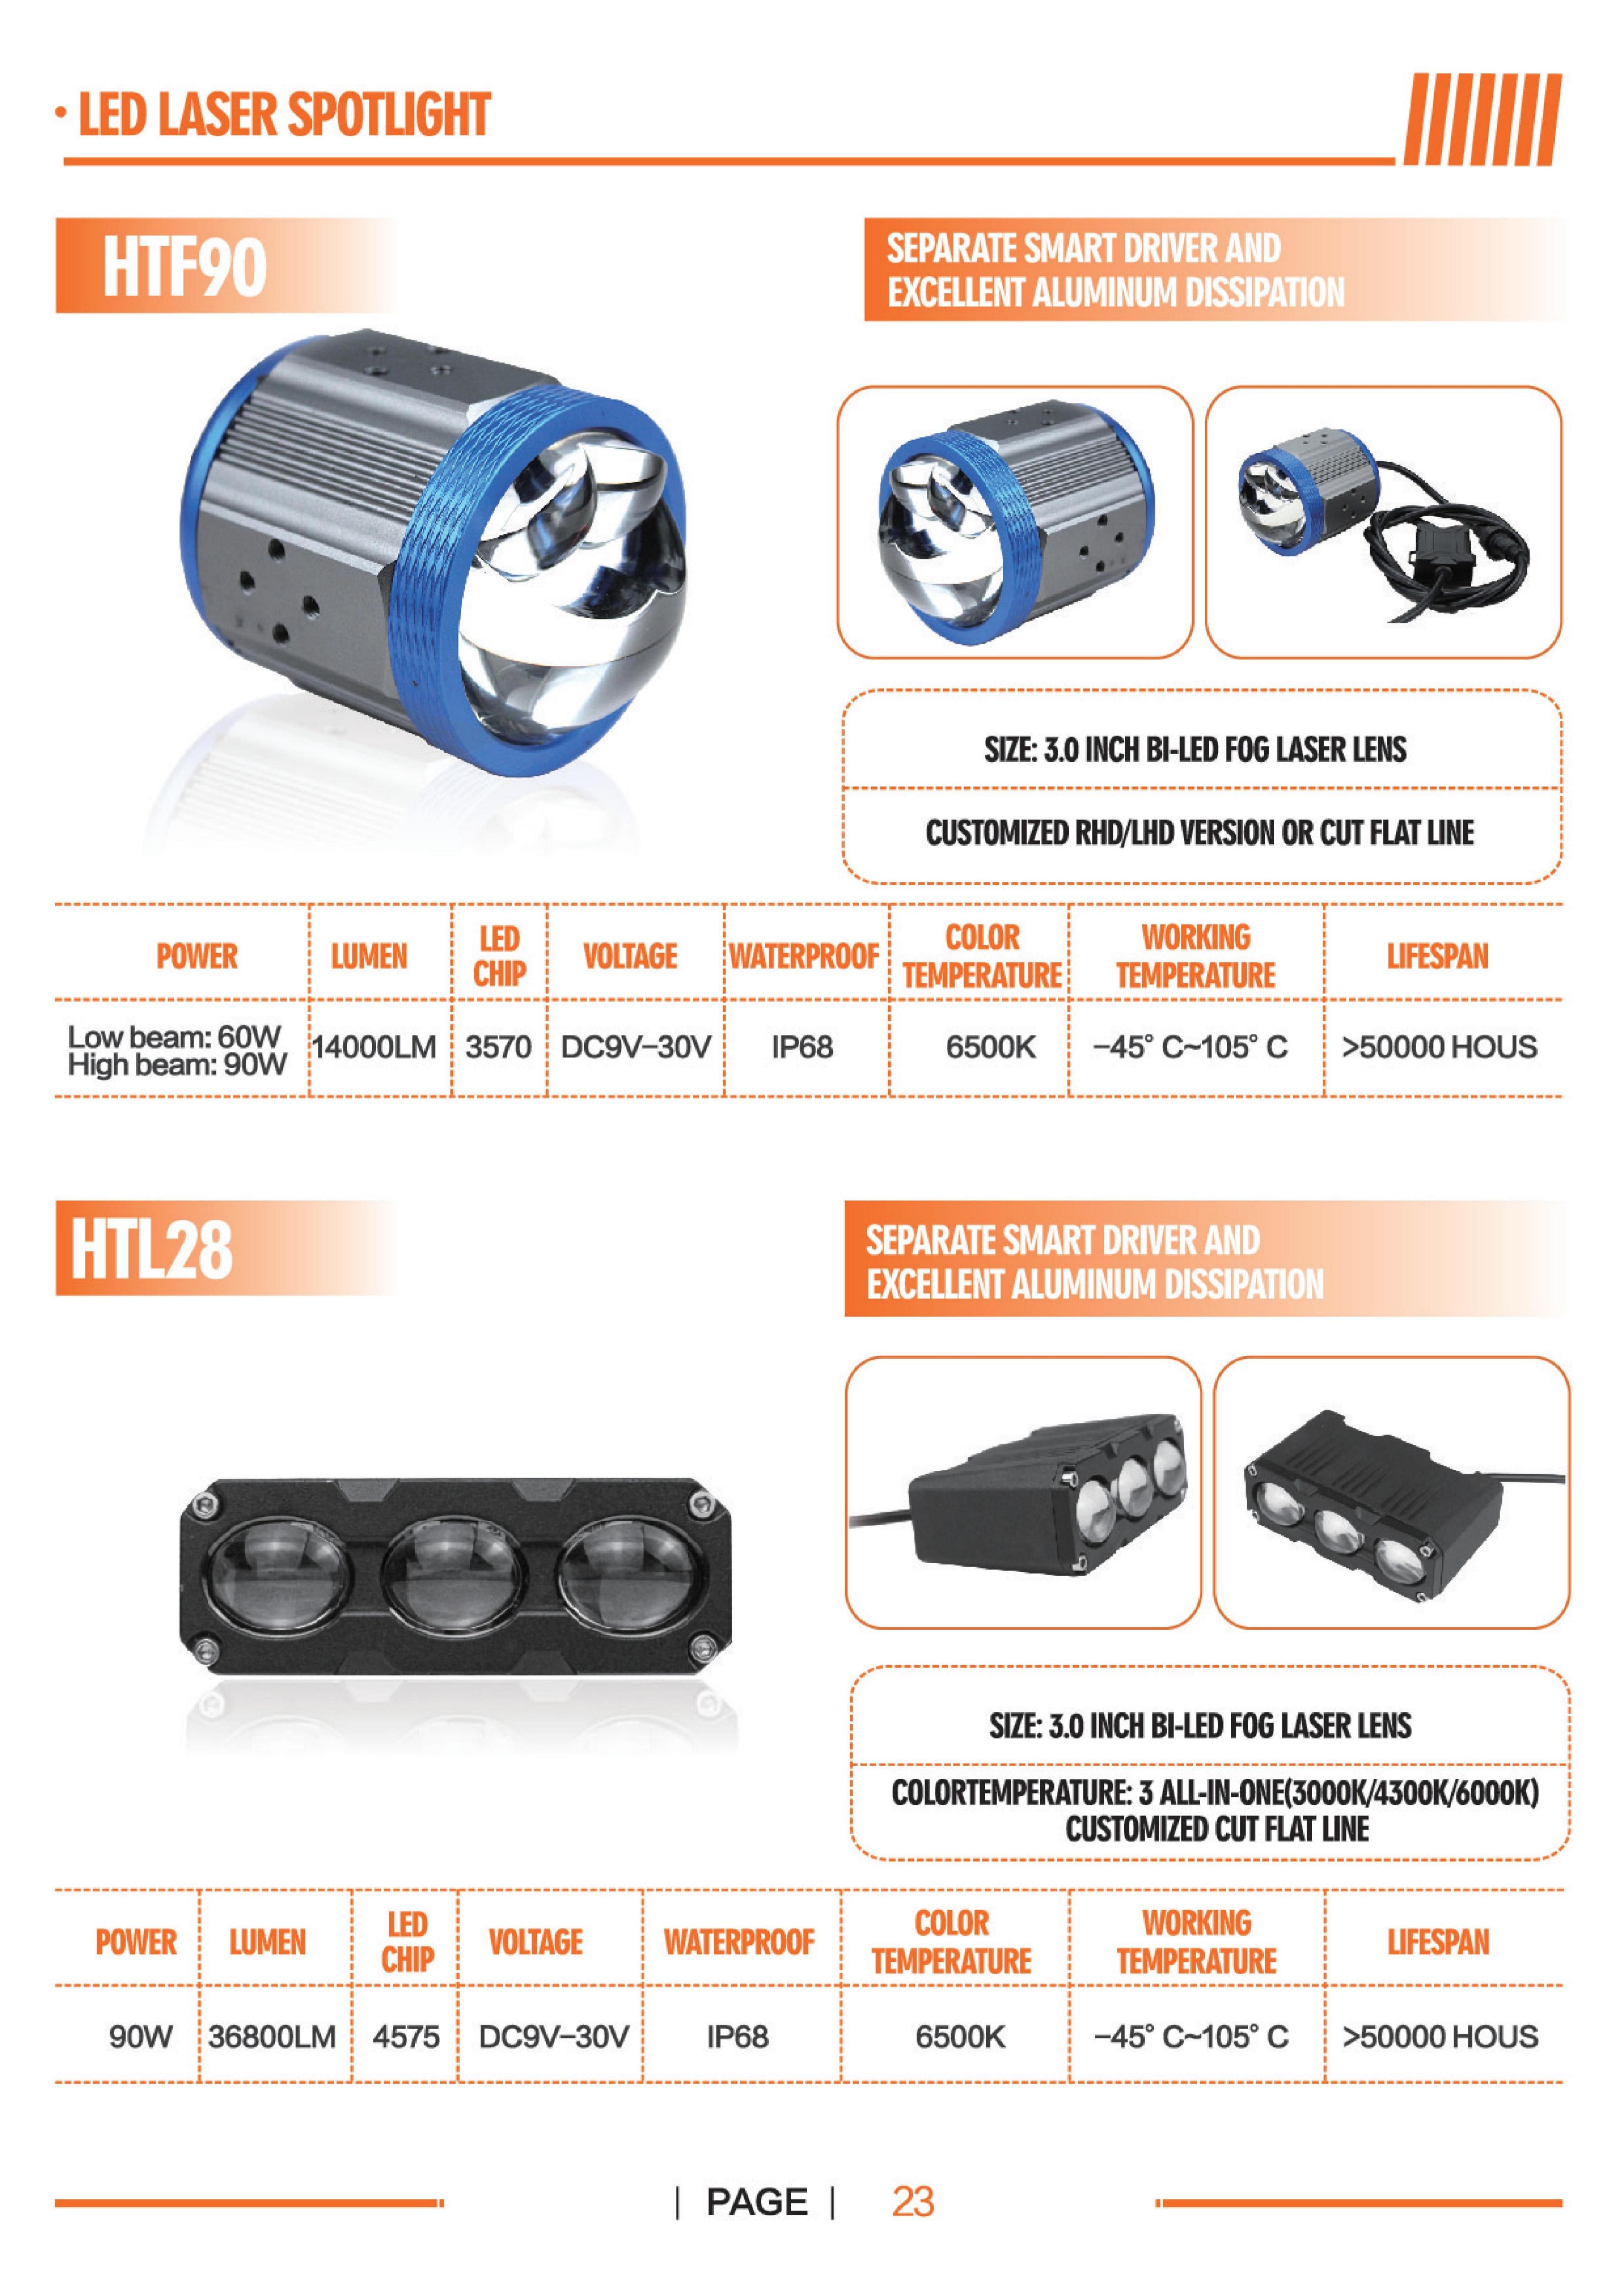 • LED LASER SPOTLIGHT
HTF90
SEPARATE SMART DRIVER AND
EXCELLENT ALUMINUM DISSIPATION
SIZE: 3.0 INCH BI-LED FOG LASER LENS
CUSTOMIZED RHD/LHD VERSION OR CUT FLAT LINE
POWER LUMEN LED CHIP VOLTAGE WATERPROOF COLOR TEMPERATURE WORKING TEMPERATURE LIFESPAN
Low beam: 60W
High beam: 90W
14000LM 3570 DC9V-30V IP68 6500K -45° C~105° C >50000 HOUS
HTL28
SEPARATE SMART DRIVER AND
EXCELLENT ALUMINUM DISSIPATION
SIZE: 3.0 INCH BI-LED FOG LASER LENS
COLORTEMPERATURE: 3 ALL-IN-ONE(3000K/4300K/6000K)
CUSTOMIZED CUT FLAT LINE
POWER LUMEN LED CHIP VOLTAGE WATERPROOF COLOR TEMPERATURE WORKING TEMPERATURE LIFESPAN
90W 36800LM 4575 DC9V-30V IP68 6500K -45° C~105° C >50000 HOUS
| PAGE | 23